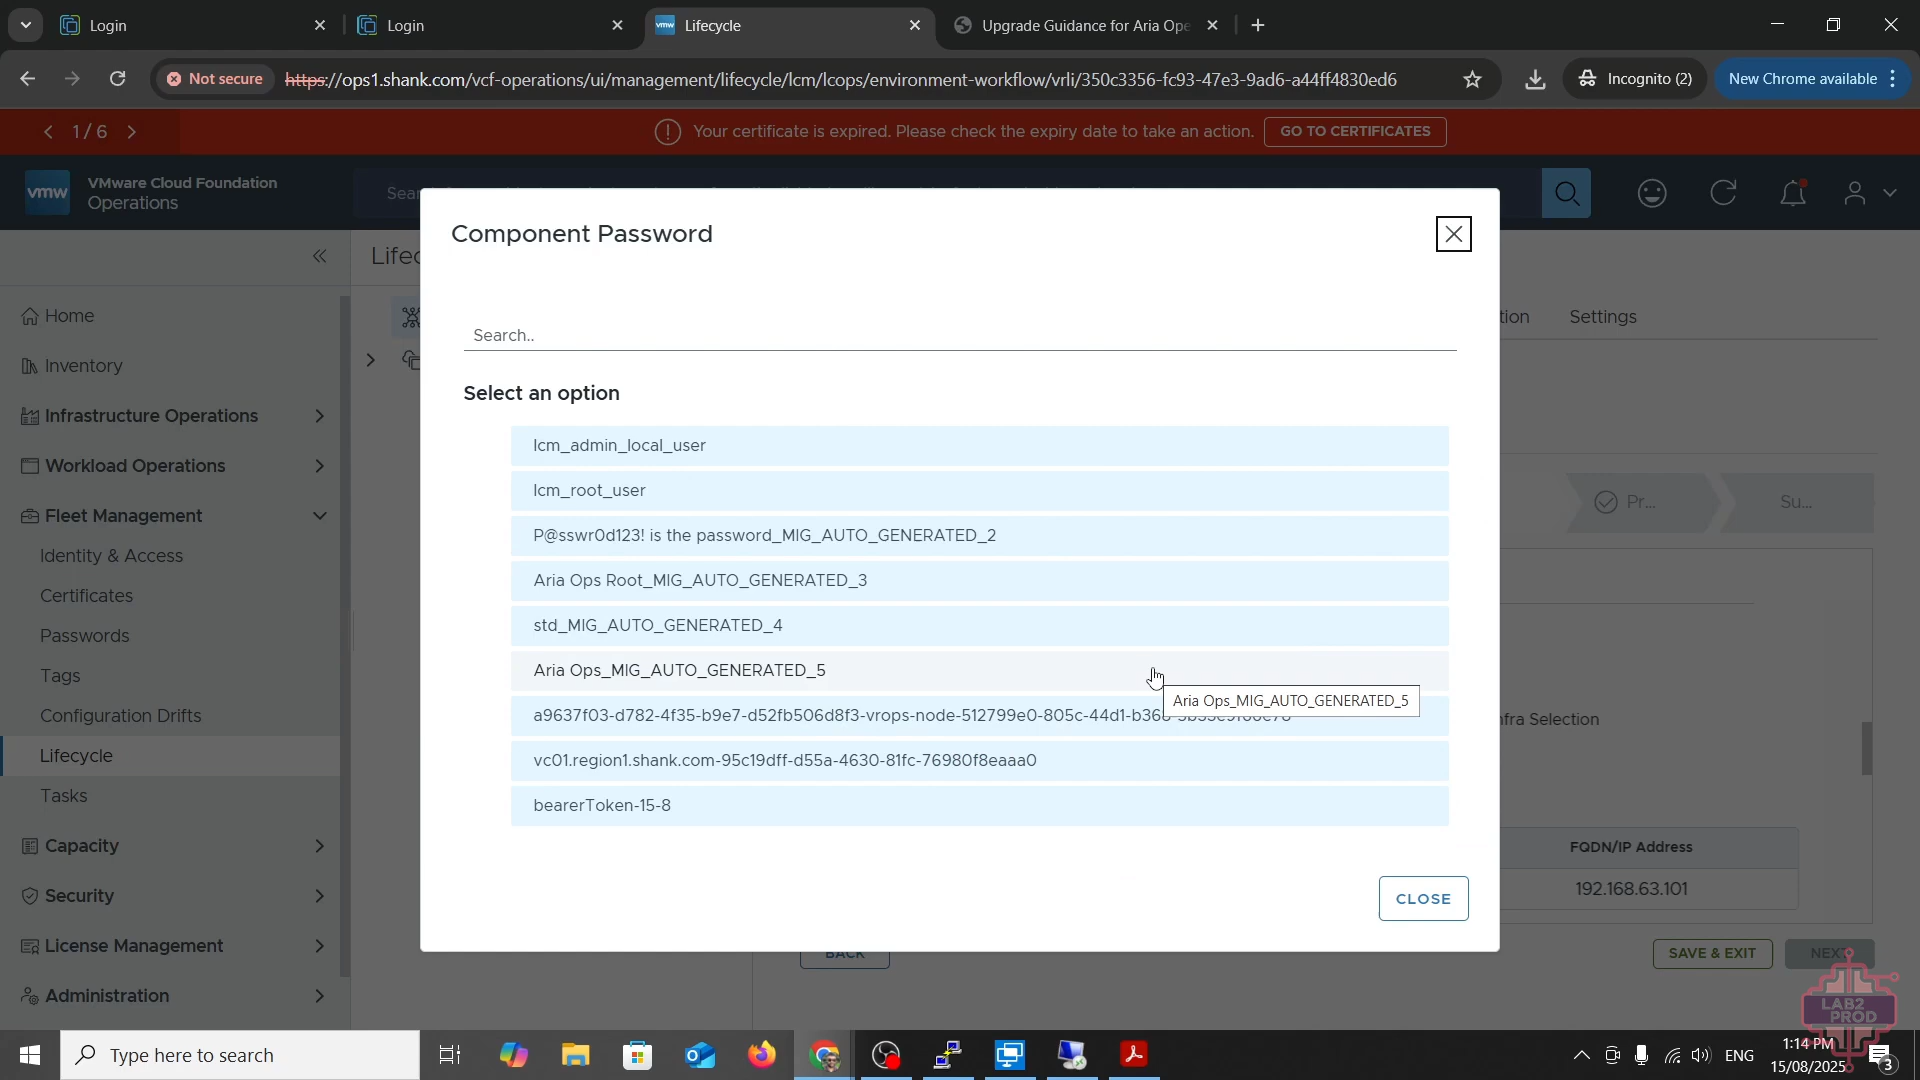 Login
Login
Lifecycle
Upgrade Guidance for Aria Ope
Not secure
https://ops1.shank.com/vcf-operations/ui/management/lifecycle/lcm/lcops/environment-workflow/vrli/350c3356-fc93-47e3-9ad6-a44ff4830ed6
Incognito (2)
New Chrome available
1 / 6
Your certificate is expired. Please check the expiry date to take an action.
GO TO CERTIFICATES
vmw
VMware Cloud Foundation
Operations
Sear
Lifec
Home
Inventory
Infrastructure Operations
Workload Operations
Fleet Management
Identity & Access
Certificates
Passwords
Tags
Configuration Drifts
Lifecycle
Tasks
Capacity
Security
License Management
Administration
Component Password
Search..
Select an option
lcm_admin_local_user
lcm_root_user
P@sswr0d123! is the password_MIG_AUTO_GENERATED_2
Aria Ops Root_MIG_AUTO_GENERATED_3
std_MIG_AUTO_GENERATED_4
Aria Ops_MIG_AUTO_GENERATED_5
Aria Ops_MIG_AUTO_GENERATED_5
a9637f03-d782-4f35-b9e7-d52fb506d8f3-vrops-node-512799e0-805c-44d1-b368
vc01.region1.shank.com-95c19dff-d55a-4630-81fc-76980f8eaaa0
bearerToken-15-8
CLOSE
tion
Settings
Pr...
Su...
nfra Selection
FQDN/IP Address
192.168.63.101
BACK
SAVE & EXIT
NEXT
LAB2
PROD
Type here to search
ENG
1:14 PM
15/08/2025
3